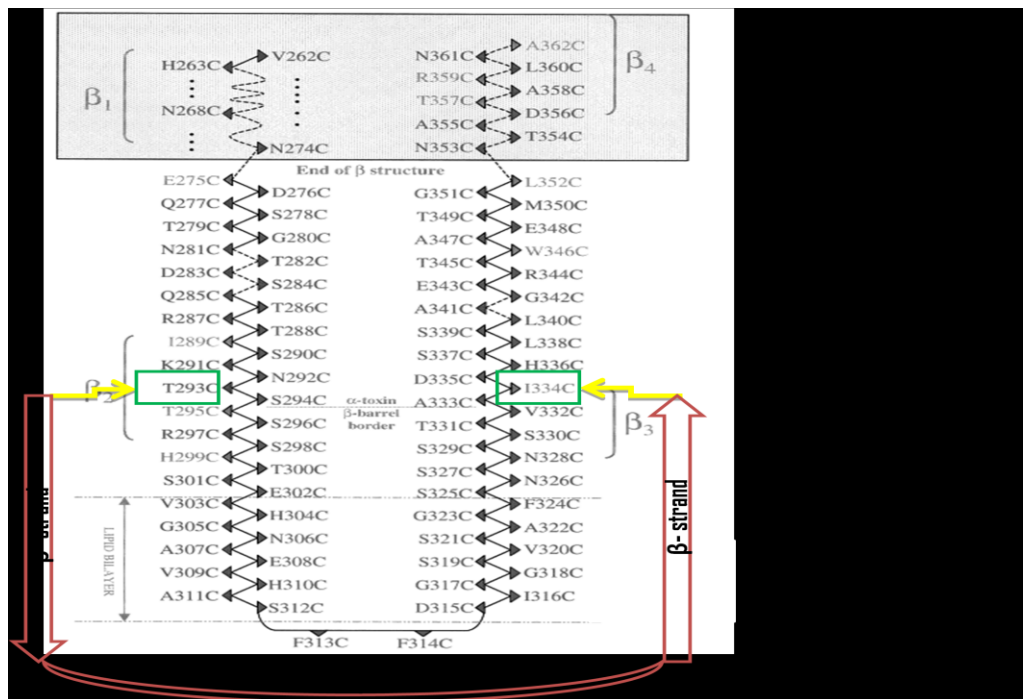 A362C
V262C N361C
H263C L360C β4
R359C
β1 A358C
T357C
N268C D356C
A355C
T354C
N274C N353C
End of β structure
E275C L352C
D276C G351C
Q277C M350C
S278C T349C
T279C E348C
G280C A347C
N281C W346C
T282C T345C
D283C R344C
S284C E343C
Q285C G342C
T286C A341C
R287C L340C
T288C S339C
I289C L338C
S290C S337C
K291C H336C
N292C D335C
β2 T293C I334C
S294C α-toxin A333C
T295C β-barrel V332C
S296C border T331C β3
R297C S330C
S298C S329C
H299C N328C
T300C S327C
S301C N326C
E302C S325C
V303C F324C
H304C G323C
G305C A322C
N306C S321C
A307C V320C
E308C S319C
V309C G318C
H310C G317C
A311C I316C
S312C D315C
F313C F314C
LIPID BILAYER
β- strand